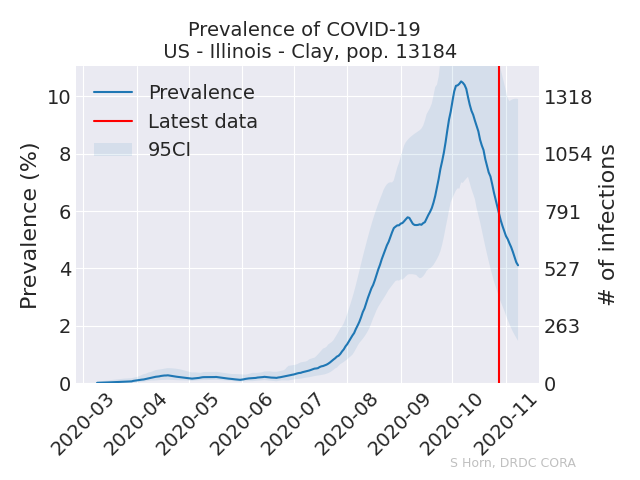 Prevalence of COVID-19
US - Illinois - Clay, pop. 13184
Prevalence
Latest data
95CI
Prevalence (%)
10
8
6
4
2
0
1318
1054
791
527
263
0
# of infections
2020-03
2020-04
2020-05
2020-06
2020-07
2020-08
2020-09
2020-10
2020-11
S Horn, DRDC CORA